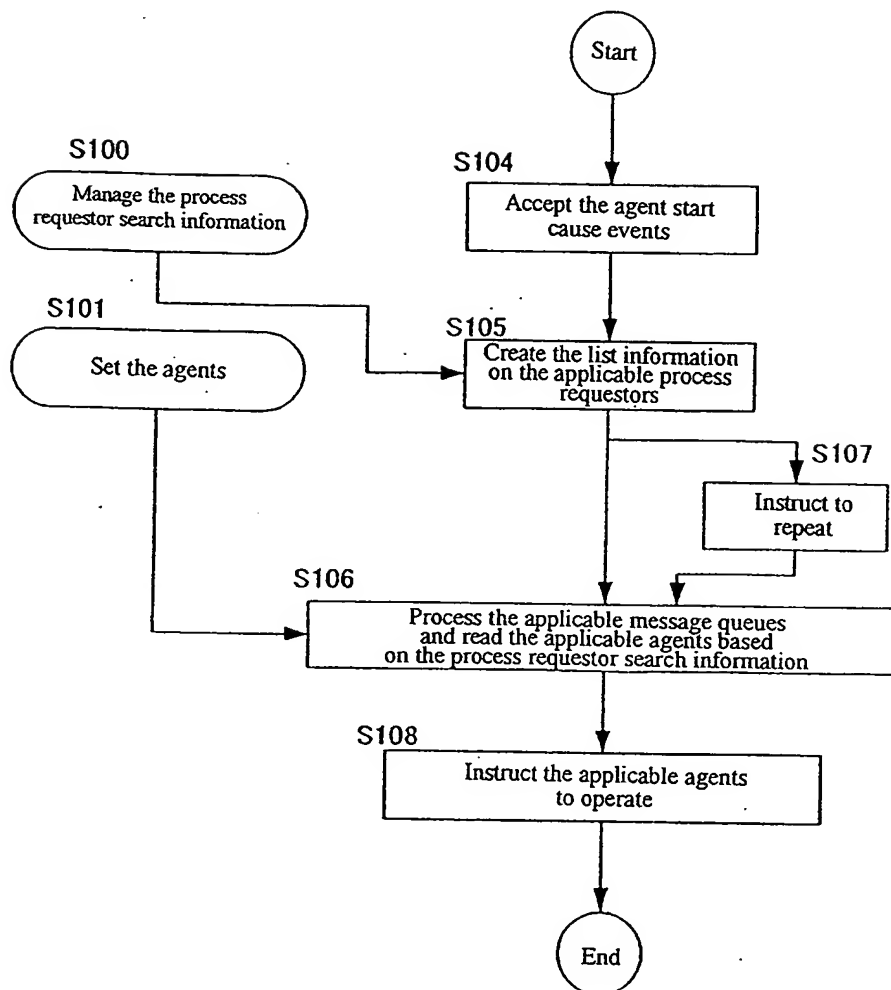 Start
S100
Manage the process
requestor search information
S104
Accept the agent start
cause events
S101
Set the agents
S105
Create the list information
on the applicable process
requestors
S107
Instruct to
repeat
S106
Process the applicable message queues
and read the applicable agents based
on the process requestor search information
S108
Instruct the applicable agents
to operate
End